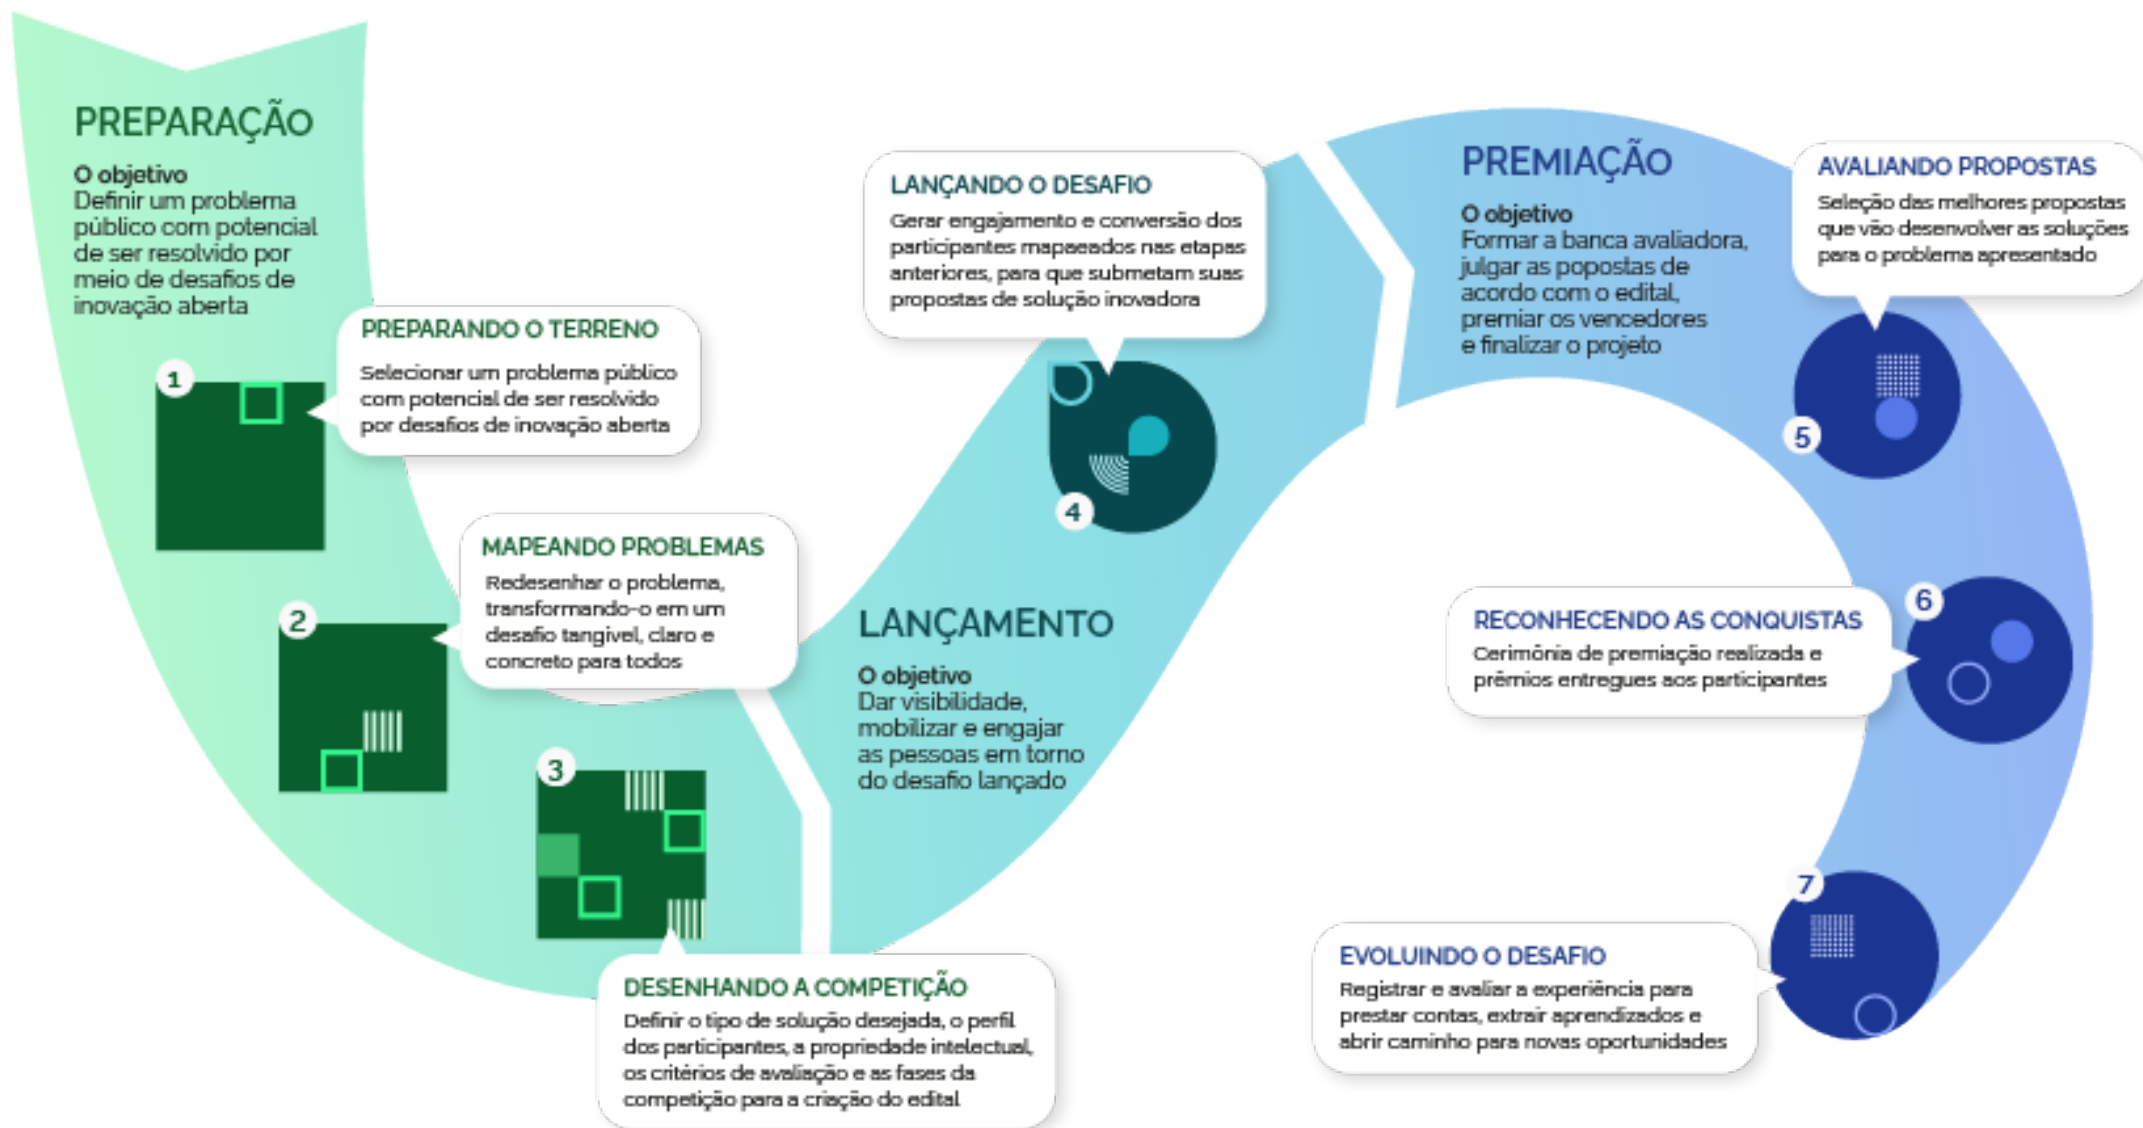 PREPARAÇÃO
O objetivo
Definir um problema
público com potencial
de ser resolvido por
meio de desafios de
inovação aberta
1
PREPARANDO O TERRENO
Selecionar um problema público
com potencial de ser resolvido
por desafios de inovação aberta
2
MAPEANDO PROBLEMAS
Redesenhar o problema,
transformando-o em um
desafio tangível, claro e
concreto para todos
3
DESENHANDO A COMPETIÇÃO
Definir o tipo de solução desejada, o perfil
dos participantes, a propriedade intelectual,
os critérios de avaliação e as fases da
competição para a criação do edital
LANÇAMENTO
O objetivo
Dar visibilidade,
mobilizar e engajar
as pessoas em torno
do desafio lançado
LANÇANDO O DESAFIO
Gerar engajamento e conversão dos
participantes mapaeados nas etapas
anteriores, para que submetam suas
propostas de solução inovadora
4
PREMIAÇÃO
O objetivo
Formar a banca avaliadora,
julgar as popostas de
acordo com o edital,
premiar os vencedores
e finalizar o projeto
AVALIANDO PROPOSTAS
Seleção das melhores propostas
que vão desenvolver as soluções
para o problema apresentado
5
6
RECONHECENDO AS CONQUISTAS
Cerimônia de premiação realizada e
prêmios entregues aos participantes
7
EVOLUINDO O DESAFIO
Registrar e avaliar a experiência para
prestar contas, extrair aprendizados e
abrir caminho para novas oportunidades